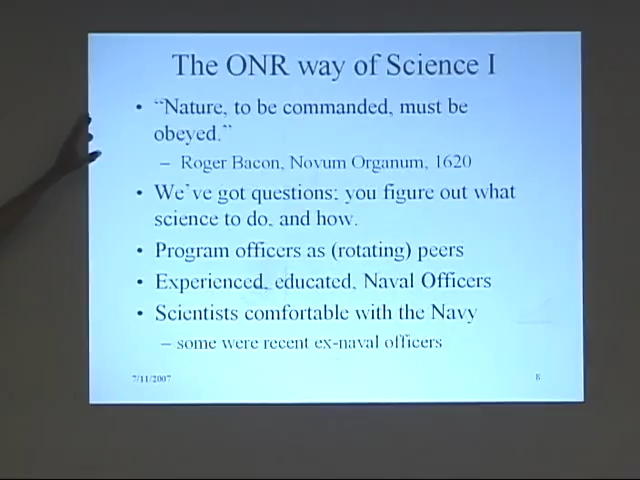 The ONR way of Science I
• “Nature, to be commanded, must be
obeyed.”
– Roger Bacon, Novum Organum, 1620
• We've got questions; you figure out what
science to do, and how.
• Program officers as (rotating) peers
• Experienced, educated, Naval Officers
• Scientists comfortable with the Navy
– some were recent ex-naval officers
7/11/2007
8